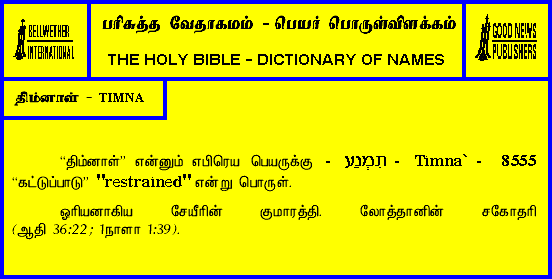 BELLWETHER
INTERNATIONAL
பரிசுத்த வேதாகமம் - பெயர் பொருள்விளக்கம்
THE HOLY BIBLE - DICTIONARY OF NAMES
GOOD NEWS
PUBLISHERS
திம்னாள் - TIMNA
“திம்னாள்” என்னும் எபிரெய பெயருக்கு - תִּמְנָע - Timna` - 8555
“கட்டுப்பாடு” "restrained" என்று பொருள்.
ஓரியனாகிய சேயீரின் குமாரத்தி. லோத்தானின் சகோதரி
(ஆதி 36:22; 1நாளா 1:39).